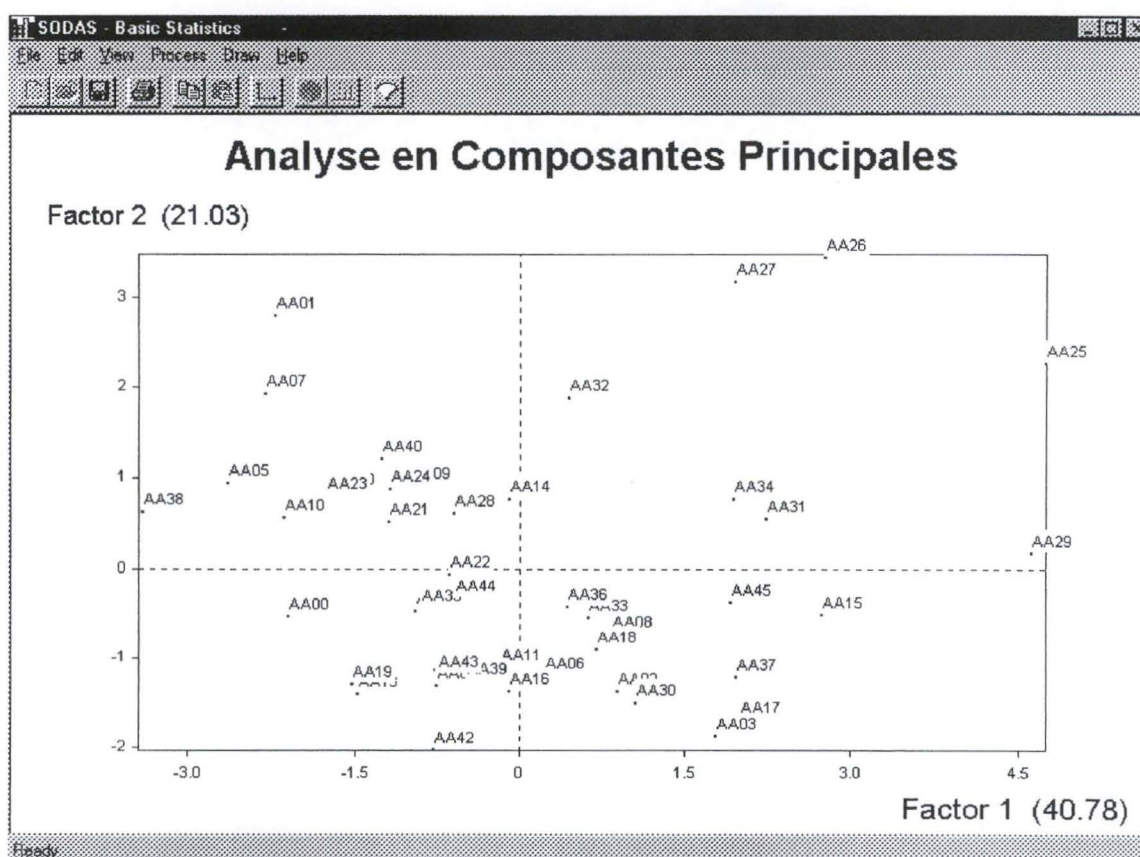 SODAS - Basic Statistics -
File Edit View Process Draw Help
Analyse en Composantes Principales
Factor 2 (21.03)
AA26
AA27
3 AA01
AA25
2 AA07 AA32
AA40
1 AA05 AA23 AA24 09
AA38 AA10 AA21 AA28 AA14 AA34 AA31
AA29
0 AA22
AA44
AA00 AA36 AA33 AA45 AA15
AA08
AA18
-1 AA19 AA43 39 AA11 AA06 AA37
AA16 AA30
AA17
AA03
-2 AA42
-3.0 -1.5 0 1.5 3.0 4.5
Factor 1 (40.78)
Ready